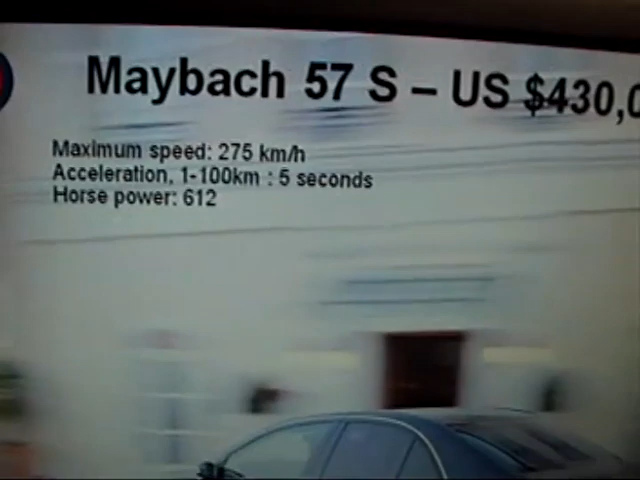 Maybach 57 S – US $430,0
Maximum speed: 275 km/h
Acceleration, 1-100km : 5 seconds
Horse power: 612